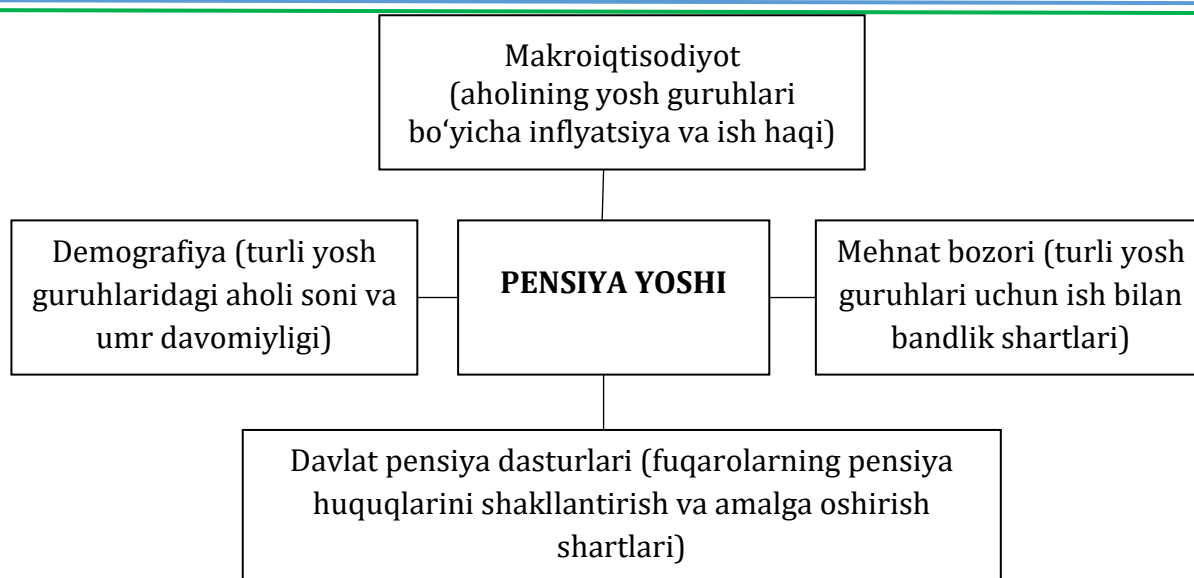 Makroiqtisodiyot
(aholining yosh guruhlari
bo‘yicha inflyatsiya va ish haqi)
Demografiya (turli yosh
guruhlaridagi aholi soni va
umr davomiyligi)
PENSIYA YOSHI
Mehnat bozori (turli yosh
guruhlari uchun ish bilan
bandlik shartlari)
Davlat pensiya dasturlari (fuqarolarning pensiya
huquqlarini shakllantirish va amalga oshirish
shartlari)